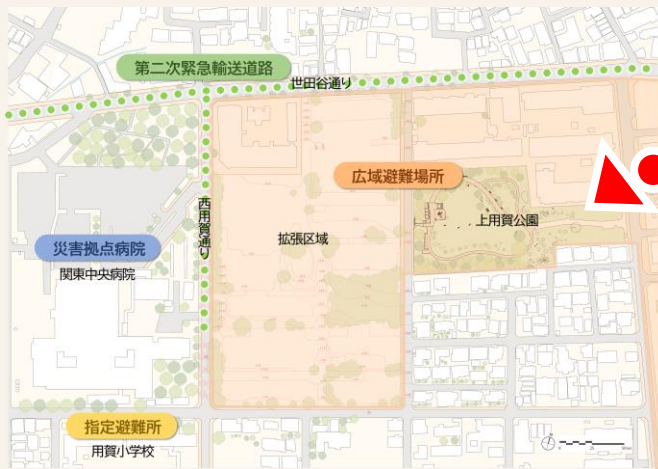 第二次緊急輸送道路
世田谷通り
広域避難場所
西用賀通り
上用賀公園
拡張区域
災害拠点病院
関東中央病院
指定避難所
用賀小学校